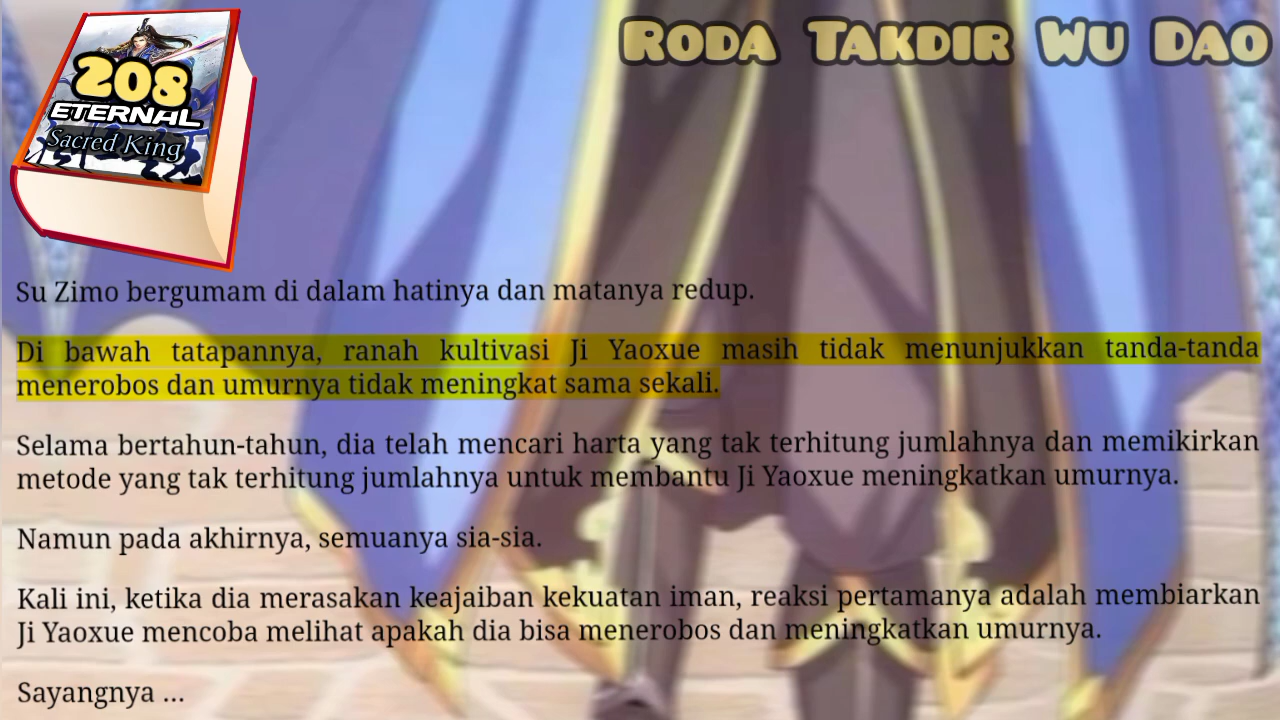 Roda Takdir Wu Dao
208
ETERNAL
Sacred King
Su Zimo bergumam di dalam hatinya dan matanya redup.
Di bawah tatapannya, ranah kultivasi Ji Yaoxue masih tidak menunjukkan tanda-tanda
menerobos dan umurnya tidak meningkat sama sekali.
Selama bertahun-tahun, dia telah mencari harta yang tak terhitung jumlahnya dan memikirkan
metode yang tak terhitung jumlahnya untuk membantu Ji Yaoxue meningkatkan umurnya.
Namun pada akhirnya, semuanya sia-sia.
Kali ini, ketika dia merasakan keajaiban kekuatan iman, reaksi pertamanya adalah membiarkan
Ji Yaoxue mencoba melihat apakah dia bisa menerobos dan meningkatkan umurnya.
Sayangnya ...